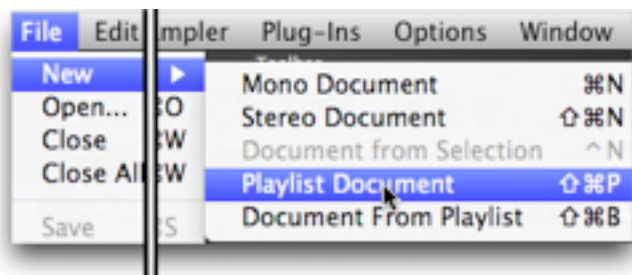 File Edit mpler Plug-Ins Options Window
New ▶
Open... ⌘O
Close ⌘W
Close All ⌘W
Save ⌘S
Mono Document ⌘N
Stereo Document ⇧⌘N
Document from Selection ^N
Playlist Document ⇧⌘P
Document From Playlist ⇧⌘B